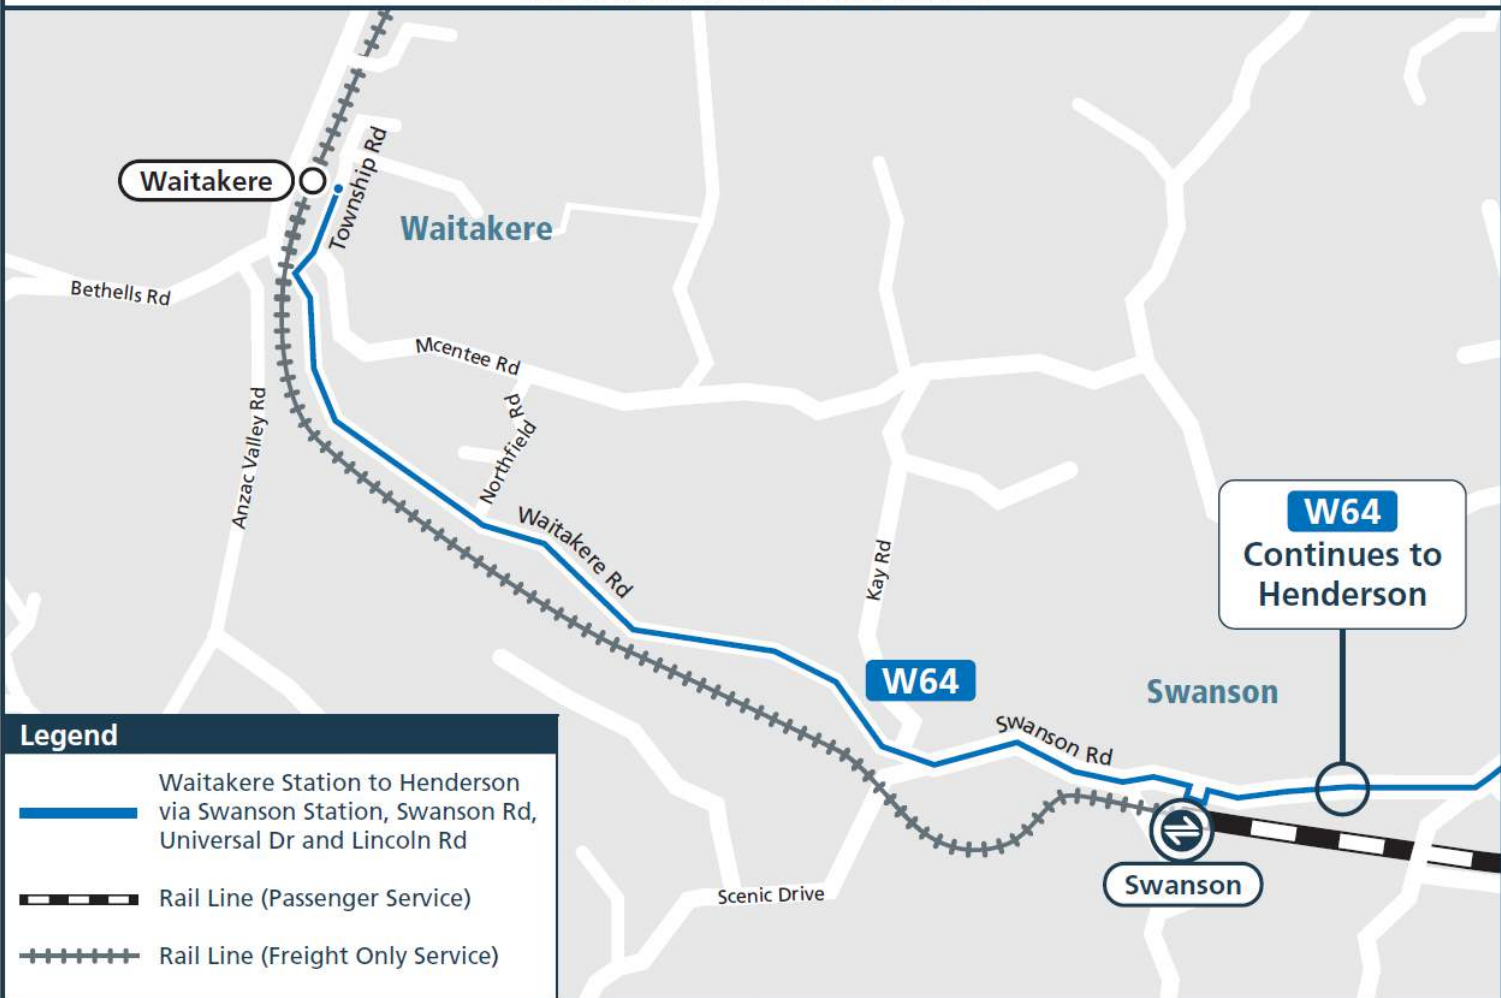 Waitakere
Township Rd
Waitakere
Bethells Rd
Mcentee Rd
Anzac Valley Rd
Northfield Rd
Waitakere Rd
Kay Rd
W64
Continues to
Henderson
W64
Swanson
Swanson Rd
Swanson
Scenic Drive
Legend
Waitakere Station to Henderson
via Swanson Station, Swanson Rd,
Universal Dr and Lincoln Rd
Rail Line (Passenger Service)
Rail Line (Freight Only Service)